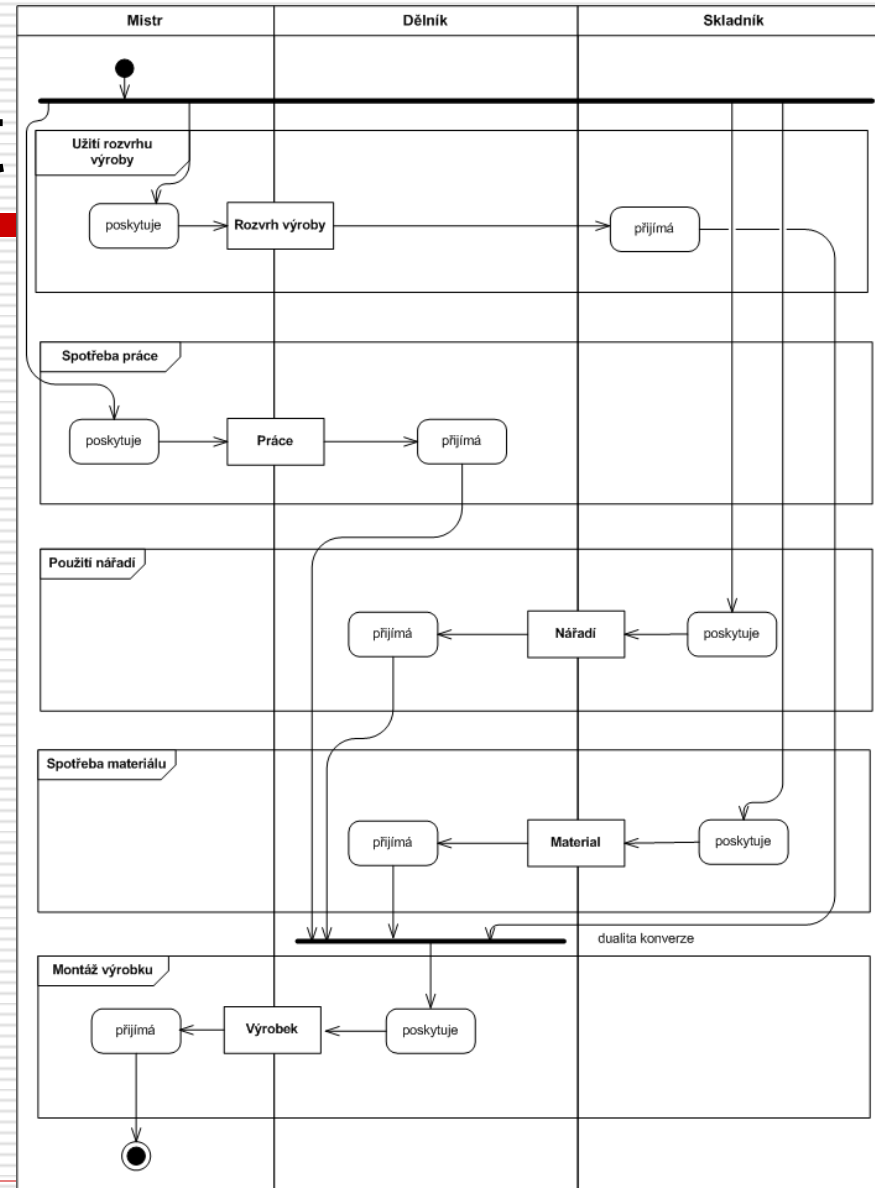 Mistr
Dělník
Skladník
Užití rozvrhu
výroby
poskytuje
Rozvrh výroby
přijímá
Spotřeba práce
poskytuje
Práce
přijímá
Použití nářadí
přijímá
Nářadí
poskytuje
Spotřeba materiálu
přijímá
Material
poskytuje
dualita konverze
Montáž výrobku
přijímá
Výrobek
poskytuje